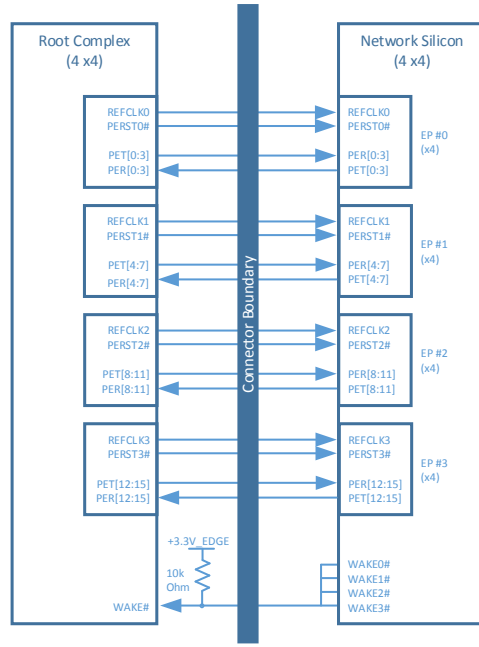 Root Complex
(4 x4)
REFCLK0
PERST0#
PET[0:3]
PER[0:3]
REFCLK1
PERST1#
PET[4:7]
PER[4:7]
REFCLK2
PERST2#
PET[8:11]
PER[8:11]
REFCLK3
PERST3#
PET[12:15]
PER[12:15]
+3.3V_EDGE
10k
Ohm
WAKE#
Connector Boundary
Network Silicon
(4 x4)
REFCLK0
PERST0#
PER[0:3]
PET[0:3]
EP #0
(x4)
REFCLK1
PERST1#
PER[4:7]
PET[4:7]
EP #1
(x4)
REFCLK2
PERST2#
PER[8:11]
PET[8:11]
EP #2
(x4)
REFCLK3
PERST3#
PER[12:15]
PET[12:15]
EP #3
(x4)
WAKE0#
WAKE1#
WAKE2#
WAKE3#